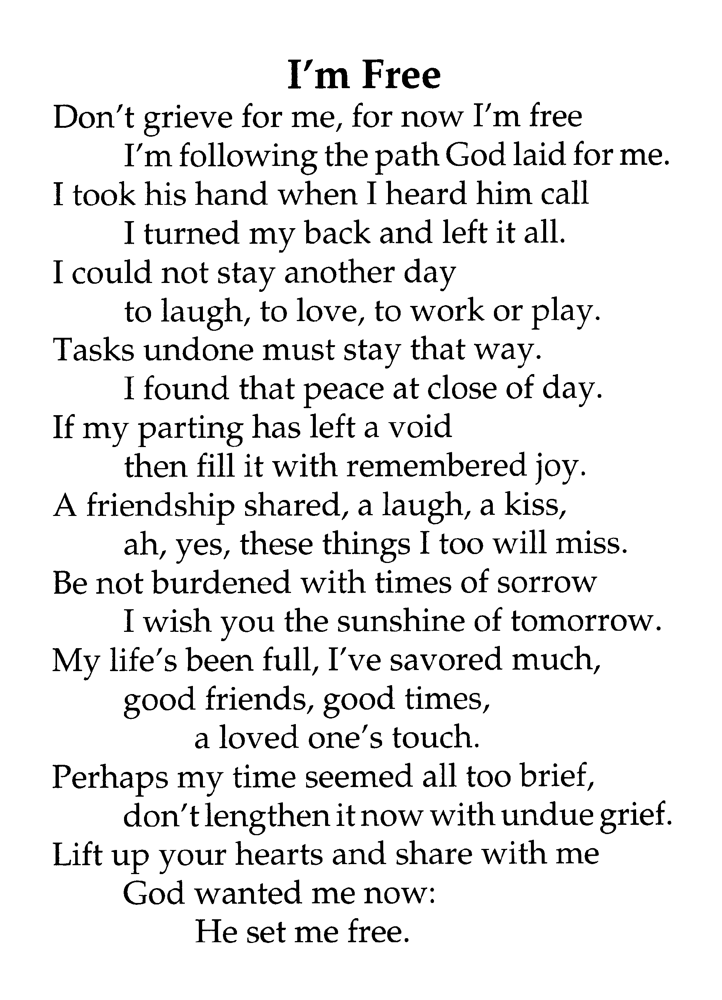 I'm Free
Don't grieve for me, for now I'm free
I'm following the path God laid for me.
I took his hand when I heard him call
I turned my back and left it all.
I could not stay another day
to laugh, to love, to work or play.
Tasks undone must stay that way.
I found that peace at close of day.
If my parting has left a void
then fill it with remembered joy.
A friendship shared, a laugh, a kiss,
ah, yes, these things I too will miss.
Be not burdened with times of sorrow
I wish you the sunshine of tomorrow.
My life's been full, I've savored much,
good friends, good times,
a loved one's touch.
Perhaps my time seemed all too brief,
don't lengthen it now with undue grief.
Lift up your hearts and share with me
God wanted me now:
He set me free.